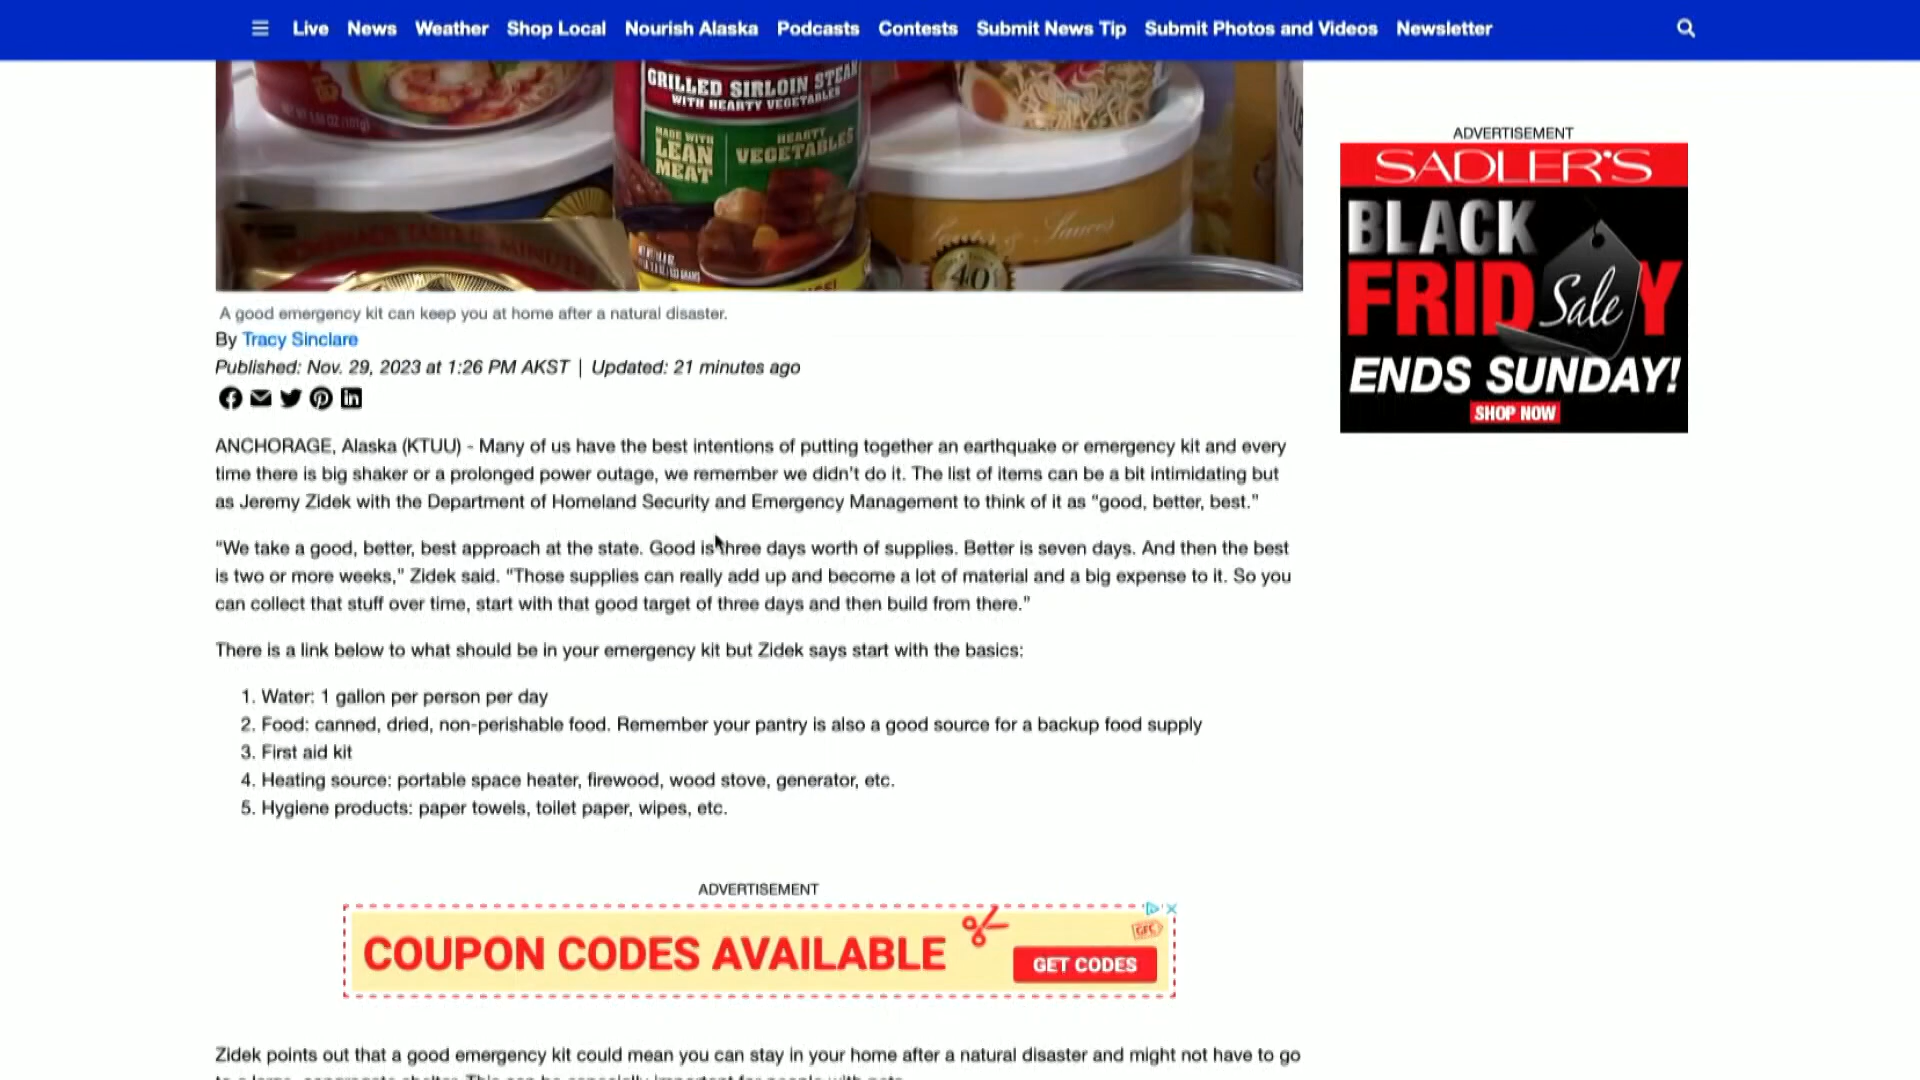 Live News Weather Shop Local Nourish Alaska Podcasts Contests Submit News Tip Submit Photos and Videos Newsletter
GRILLED SIRLOIN STEAK
WITH HEARTY VEGETABLES
MADE WITH
LEAN
MEAT
HEARTY
VEGETABLES
40
A good emergency kit can keep you at home after a natural disaster.
By Tracy Sinclare
Published: Nov. 29, 2023 at 1:26 PM AKST | Updated: 21 minutes ago
ANCHORAGE, Alaska (KTUU) - Many of us have the best intentions of putting together an earthquake or emergency kit and every
time there is big shaker or a prolonged power outage, we remember we didn't do it. The list of items can be a bit intimidating but
as Jeremy Zidek with the Department of Homeland Security and Emergency Management to think of it as “good, better, best.”
“We take a good, better, best approach at the state. Good is three days worth of supplies. Better is seven days. And then the best
is two or more weeks,” Zidek said. “Those supplies can really add up and become a lot of material and a big expense to it. So you
can collect that stuff over time, start with that good target of three days and then build from there.”
There is a link below to what should be in your emergency kit but Zidek says start with the basics:
1. Water: 1 gallon per person per day
2. Food: canned, dried, non-perishable food. Remember your pantry is also a good source for a backup food supply
3. First aid kit
4. Heating source: portable space heater, firewood, wood stove, generator, etc.
5. Hygiene products: paper towels, toilet paper, wipes, etc.
ADVERTISEMENT
COUPON CODES AVAILABLE
GET CODES
Zidek points out that a good emergency kit could mean you can stay in your home after a natural disaster and might not have to go
ADVERTISEMENT
SADLER'S
BLACK
FRIDAY
Sale
ENDS SUNDAY!
SHOP NOW